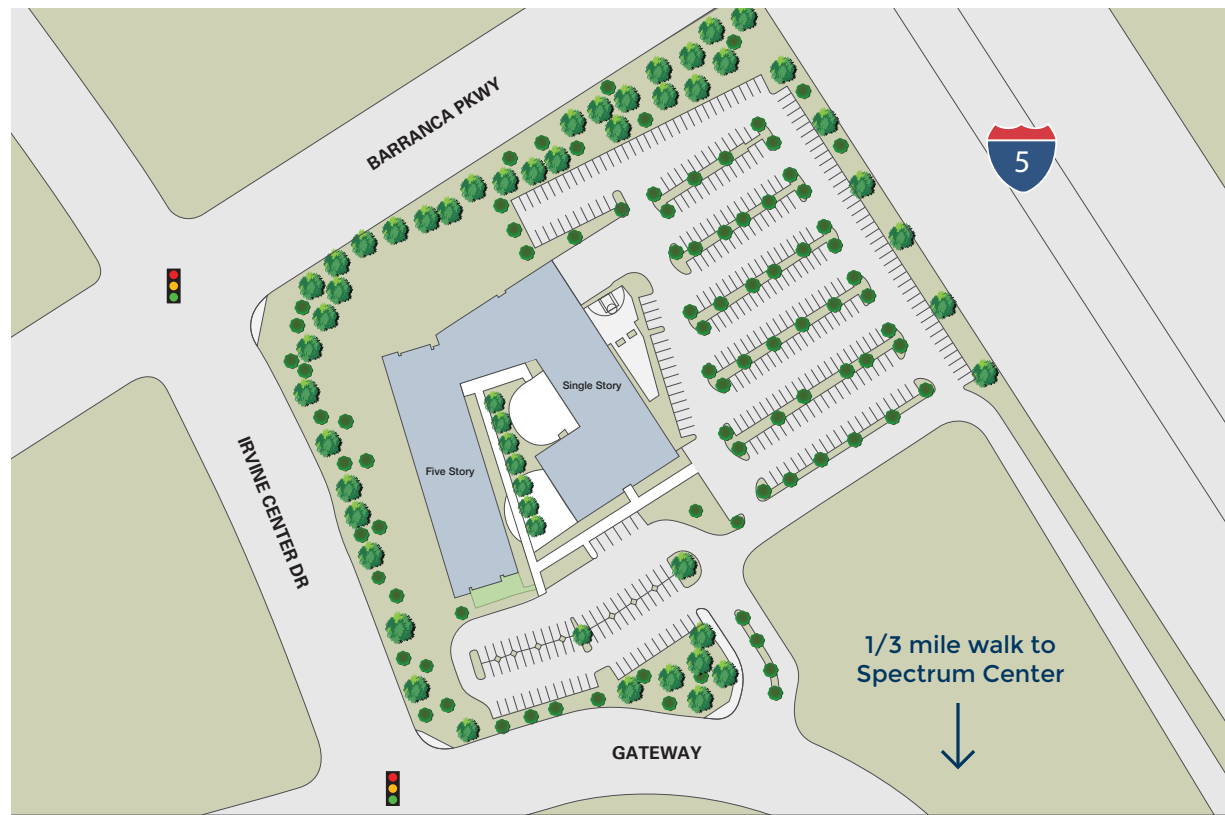 BARRANCA PKWY
5
Single Story
Five Story
IRVINE CENTER DR
1/3 mile walk to
Spectrum Center
GATEWAY